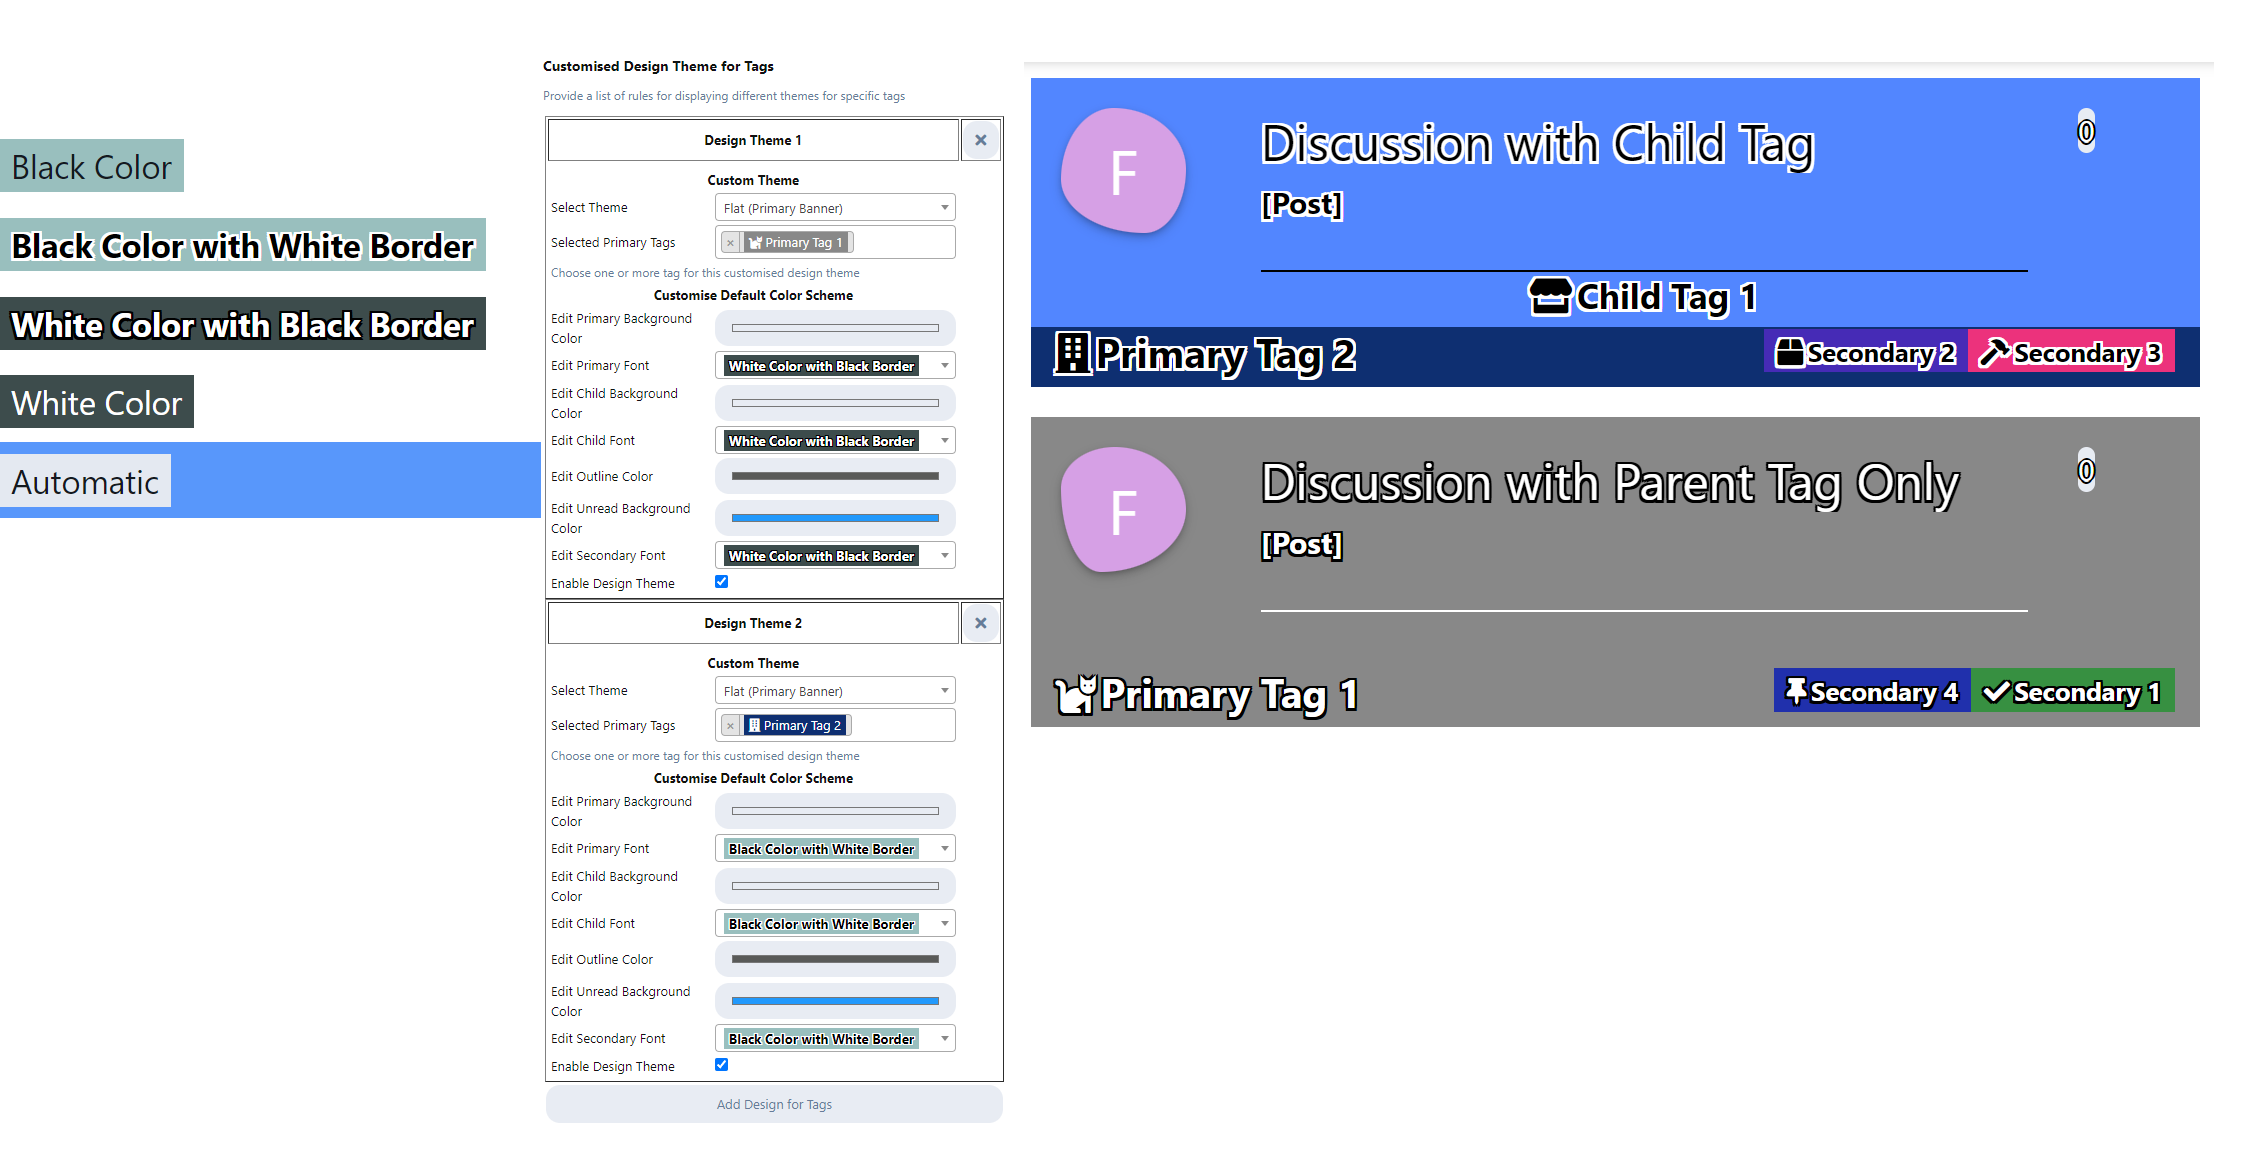 Black Color
Black Color with White Border
White Color with Black Border
White Color
Automatic
Customised Design Theme for Tags
Provide a list of rules for displaying different themes for specific tags
Design Theme 1
Custom Theme
Select Theme
Flat (Primary Banner)
Selected Primary Tags
× Primary Tag 1
Choose one or more tag for this customised design theme
Customise Default Color Scheme
Edit Primary Background
Color
Edit Primary Font
White Color with Black Border
Edit Child Background
Color
Edit Child Font
White Color with Black Border
Edit Outline Color
Edit Unread Background
Color
Edit Secondary Font
White Color with Black Border
Enable Design Theme
Design Theme 2
Custom Theme
Select Theme
Flat (Primary Banner)
Selected Primary Tags
× Primary Tag 2
Choose one or more tag for this customised design theme
Customise Default Color Scheme
Edit Primary Background
Color
Edit Primary Font
Black Color with White Border
Edit Child Background
Color
Edit Child Font
Black Color with White Border
Edit Outline Color
Edit Unread Background
Color
Edit Secondary Font
Black Color with White Border
Enable Design Theme
Add Design for Tags
F
Discussion with Child Tag
0
[Post]
Child Tag 1
Primary Tag 2
Secondary 2
Secondary 3
F
Discussion with Parent Tag Only
0
[Post]
Primary Tag 1
Secondary 4
Secondary 1